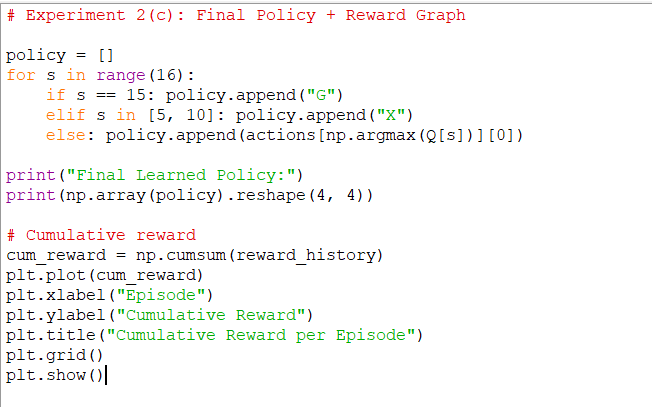 # Experiment 2(c): Final Policy + Reward Graph

policy = []
for s in range(16):
    if s == 15: policy.append("G")
    elif s in [5, 10]: policy.append("X")
    else: policy.append(actions[np.argmax(Q[s])][0])

print("Final Learned Policy:")
print(np.array(policy).reshape(4, 4))

# Cumulative reward
cum_reward = np.cumsum(reward_history)
plt.plot(cum_reward)
plt.xlabel("Episode")
plt.ylabel("Cumulative Reward")
plt.title("Cumulative Reward per Episode")
plt.grid()
plt.show()